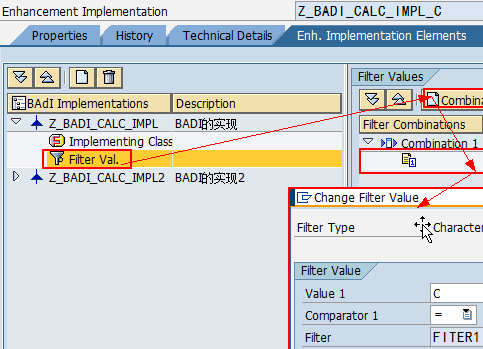 Enhancement Implementation
Z_BADI_CALC_IMPL_C
Properties
History
Technical Details
Enh. Implementation Elements
BAdI Implementations
Description
Z_BADI_CALC_IMPL
BADI的实现
Implementing Class
Filter Val.
Z_BADI_CALC_IMPL2
BADI的实现2
Filter Values
Combina
Filter Combinations
Combination 1
Change Filter Value
Filter Type
Character
Filter Value
Value 1
C
Comparator 1
=
Filter
FITER1